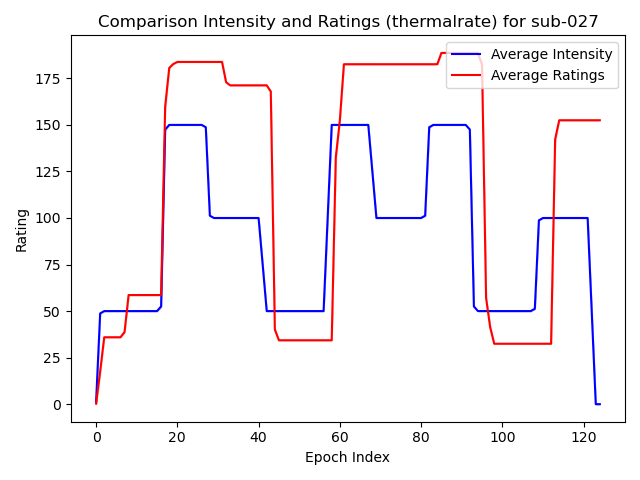 Comparison Intensity and Ratings (thermalrate) for sub-027
Average Intensity
Average Ratings
Rating
175
150
125
100
75
50
25
0
0 20 40 60 80 100 120
Epoch Index